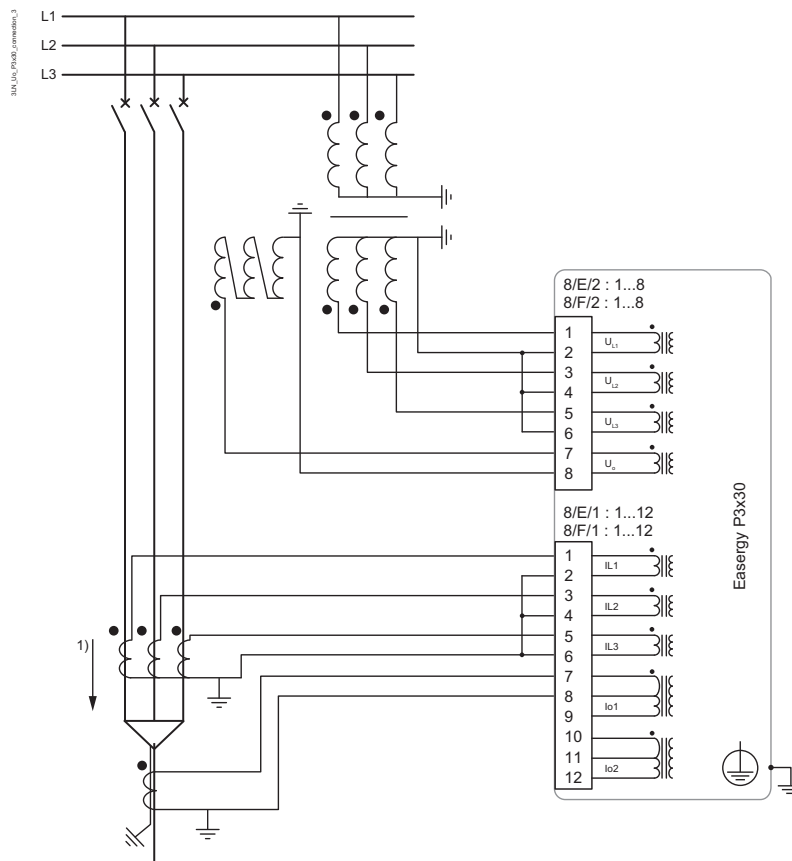 3LN_Uo_P3x30_connection_3
L1
L2
L3
8/E/2 : 1...8
8/F/2 : 1...8
1
2
3
4
5
6
7
8
UL1
UL2
UL3
Uo
8/E/1 : 1...12
8/F/1 : 1...12
1
2
3
4
5
6
7
8
9
10
11
12
IL1
IL2
IL3
Io1
Io2
Easergy P3x30
1)